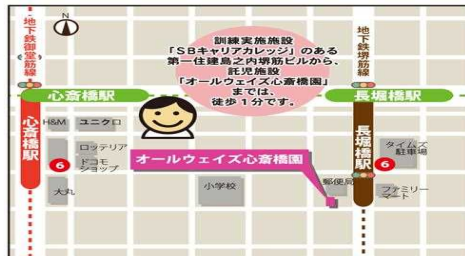 N
地下鉄御堂筋線
訓練実施施設
「SBキャリアカレッジ」のある
第一住建島之内堺筋ビルから、
託児施設
「オールウェイズ心斎橋園」
までは、
徒歩1分です。
地下鉄堺筋線
心斎橋駅
長堀橋駅
心斎橋駅
H&M
ユニクロ
ロッテリア
ドコモ
ショップ
6
大丸
オールウェイズ心斎橋園
小学校
長堀橋駅
タイムズ
駐車場
6
郵便局
ファミリー
マート